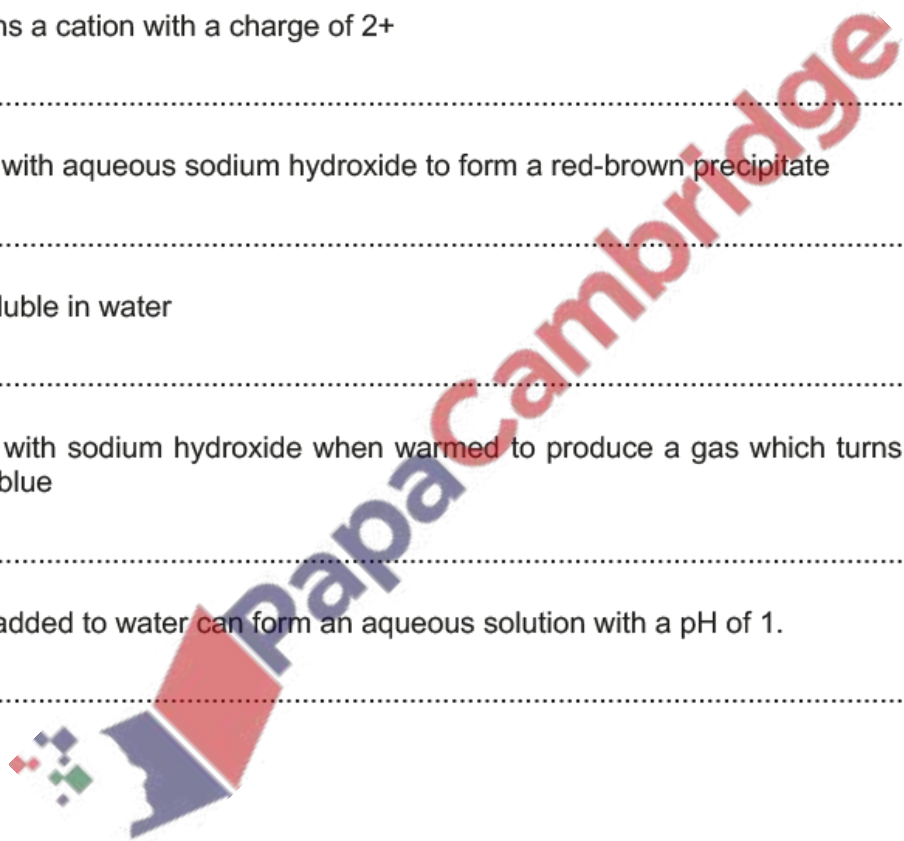 ns a cation with a charge of 2+
with aqueous sodium hydroxide to form a red-brown precipitate
luble in water
with sodium hydroxide when warmed to produce a gas which turns
blue
added to water can form an aqueous solution with a pH of 1.
PapaCambridge